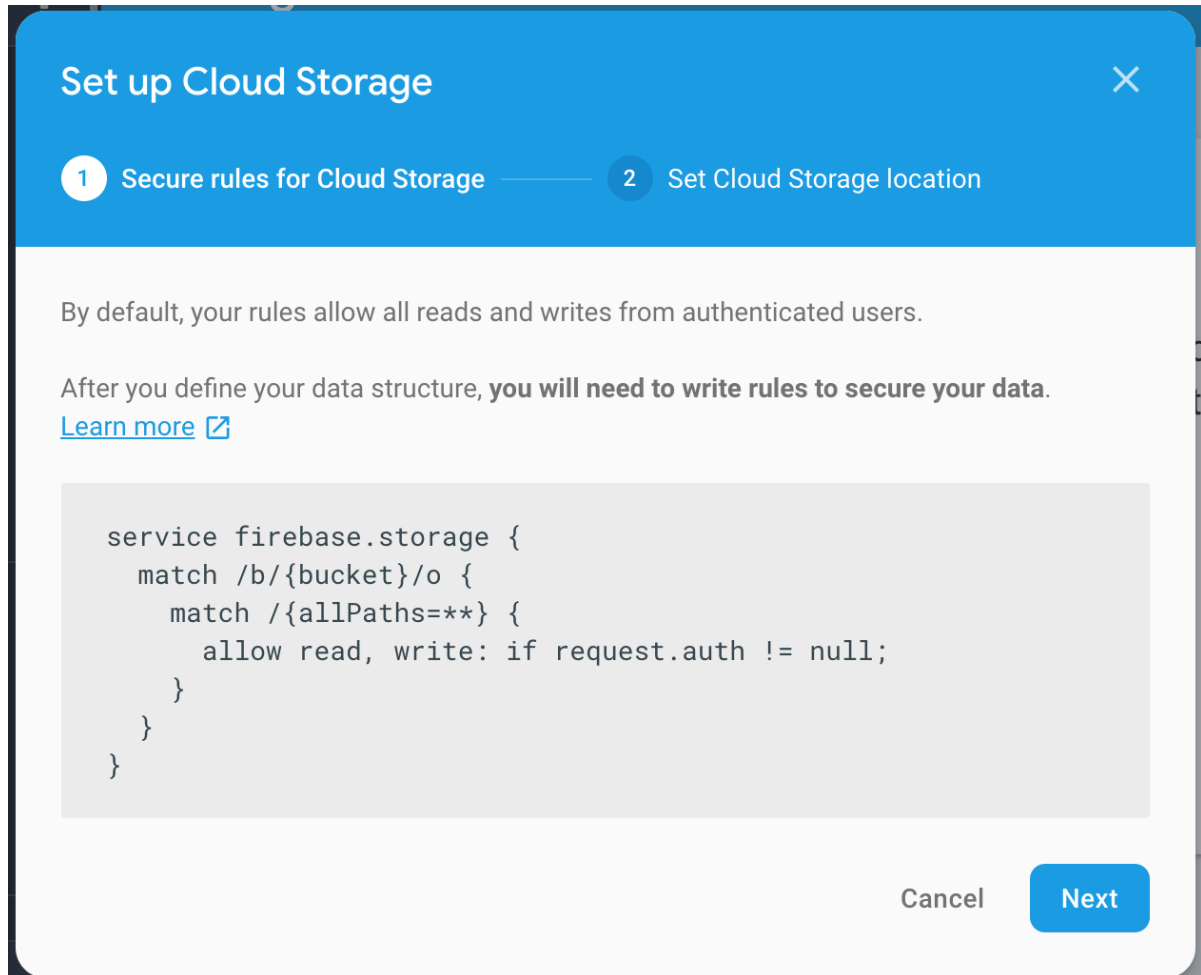 Set up Cloud Storage
1 Secure rules for Cloud Storage 2 Set Cloud Storage location
By default, your rules allow all reads and writes from authenticated users.
After you define your data structure, you will need to write rules to secure your data.
Learn more
service firebase.storage {
  match /b/{bucket}/o {
    match /{allPaths=**} {
      allow read, write: if request.auth != null;
    }
  }
}
Cancel Next